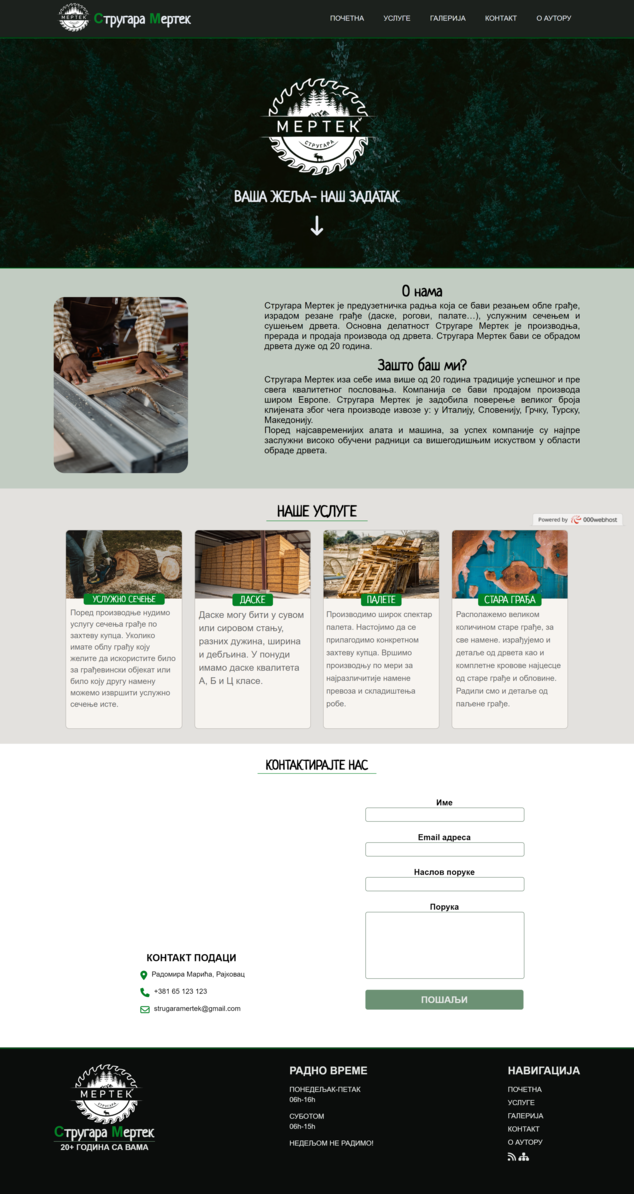 МЕРТЕК
Стругара Мертек
ПОЧЕТНА
УСЛУГЕ
ГАЛЕРИЈА
КОНТАКТ
О АУТОРУ
МЕРТЕК
СТРУГАРА
ВАША ЖЕЉА- НАШ ЗАДАТАК
О нама
Стругара Мертек је предузетничка радња која се бави резањем обле грађе,
израдом резане грађе (даске, рогови, палате...), услужним сечењем и
сушењем дрвета. Основна делатност Стругаре Мертек је производња,
прерада и продаја производа од дрвета. Стругара Мертек бави се обрадом
дрвета дуже од 20 година.
Зашто баш ми?
Стругара Мертек иза себе има више од 20 година традиције успешног и пре
свега квалитетног пословања. Компанија се бави продајом производа
широм Европе. Стругара Мертек је задобила поверење великог броја
клијената због чега производе извозе у: у Италију, Словенију, Грчку, Турску,
Македонију.
Поред најсавременијих алата и машина, за успех компаније су најпре
заслужни високо обучени радници са вишегодишњим искуством у области
обраде дрвета.
НАШЕ УСЛУГЕ
Powered by 000webhost
УСЛУЖНО СЕЧЕЊЕ
Поред производње нудимо
услугу сечења грађе по
захтеву купца. Уколико
имате облу грађу коју
желите да искористите било
за грађевински објекат или
било коју другу намену
можемо извршити услужно
сечење исте.
ДАСКЕ
Даске могу бити у сувом
или сировом стању,
разних дужина, ширина
и дебљина. У понуди
имамо даске квалитета
А, Б и Ц класе.
ПАЛЕТЕ
Производимо широк спектар
палета. Настојимо да се
прилагодимо конкретном
захтеву купца. Вршимо
производњу по мери за
најразличитије намене
превоза и складиштења
робе.
СТАРА ГРАЂА
Располажемо великом
количином старе грађе, за
све намене. израђујемо и
детаље од дрвета као и
комплетне кровове најцесце
од старе грађе и обловине.
Радили смо и детаље од
паљене грађе.
КОНТАКТИРАЈТЕ НАС
Име
Email адреса
Наслов поруке
Порука
ПОШАЉИ
КОНТАКТ ПОДАЦИ
Радомира Марића, Рајковац
+381 65 123 123
strugaramertek@gmail.com
МЕРТЕК
СТРУГАРА
Стругара Мертек
20+ ГОДИНА СА ВАМА
РАДНО ВРЕМЕ
ПОНЕДЕЉАК-ПЕТАК
06h-16h
СУБОТОМ
06h-15h
НЕДЕЉОМ НЕ РАДИМО!
НАВИГАЦИЈА
ПОЧЕТНА
УСЛУГЕ
ГАЛЕРИЈА
КОНТАКТ
О АУТОРУ